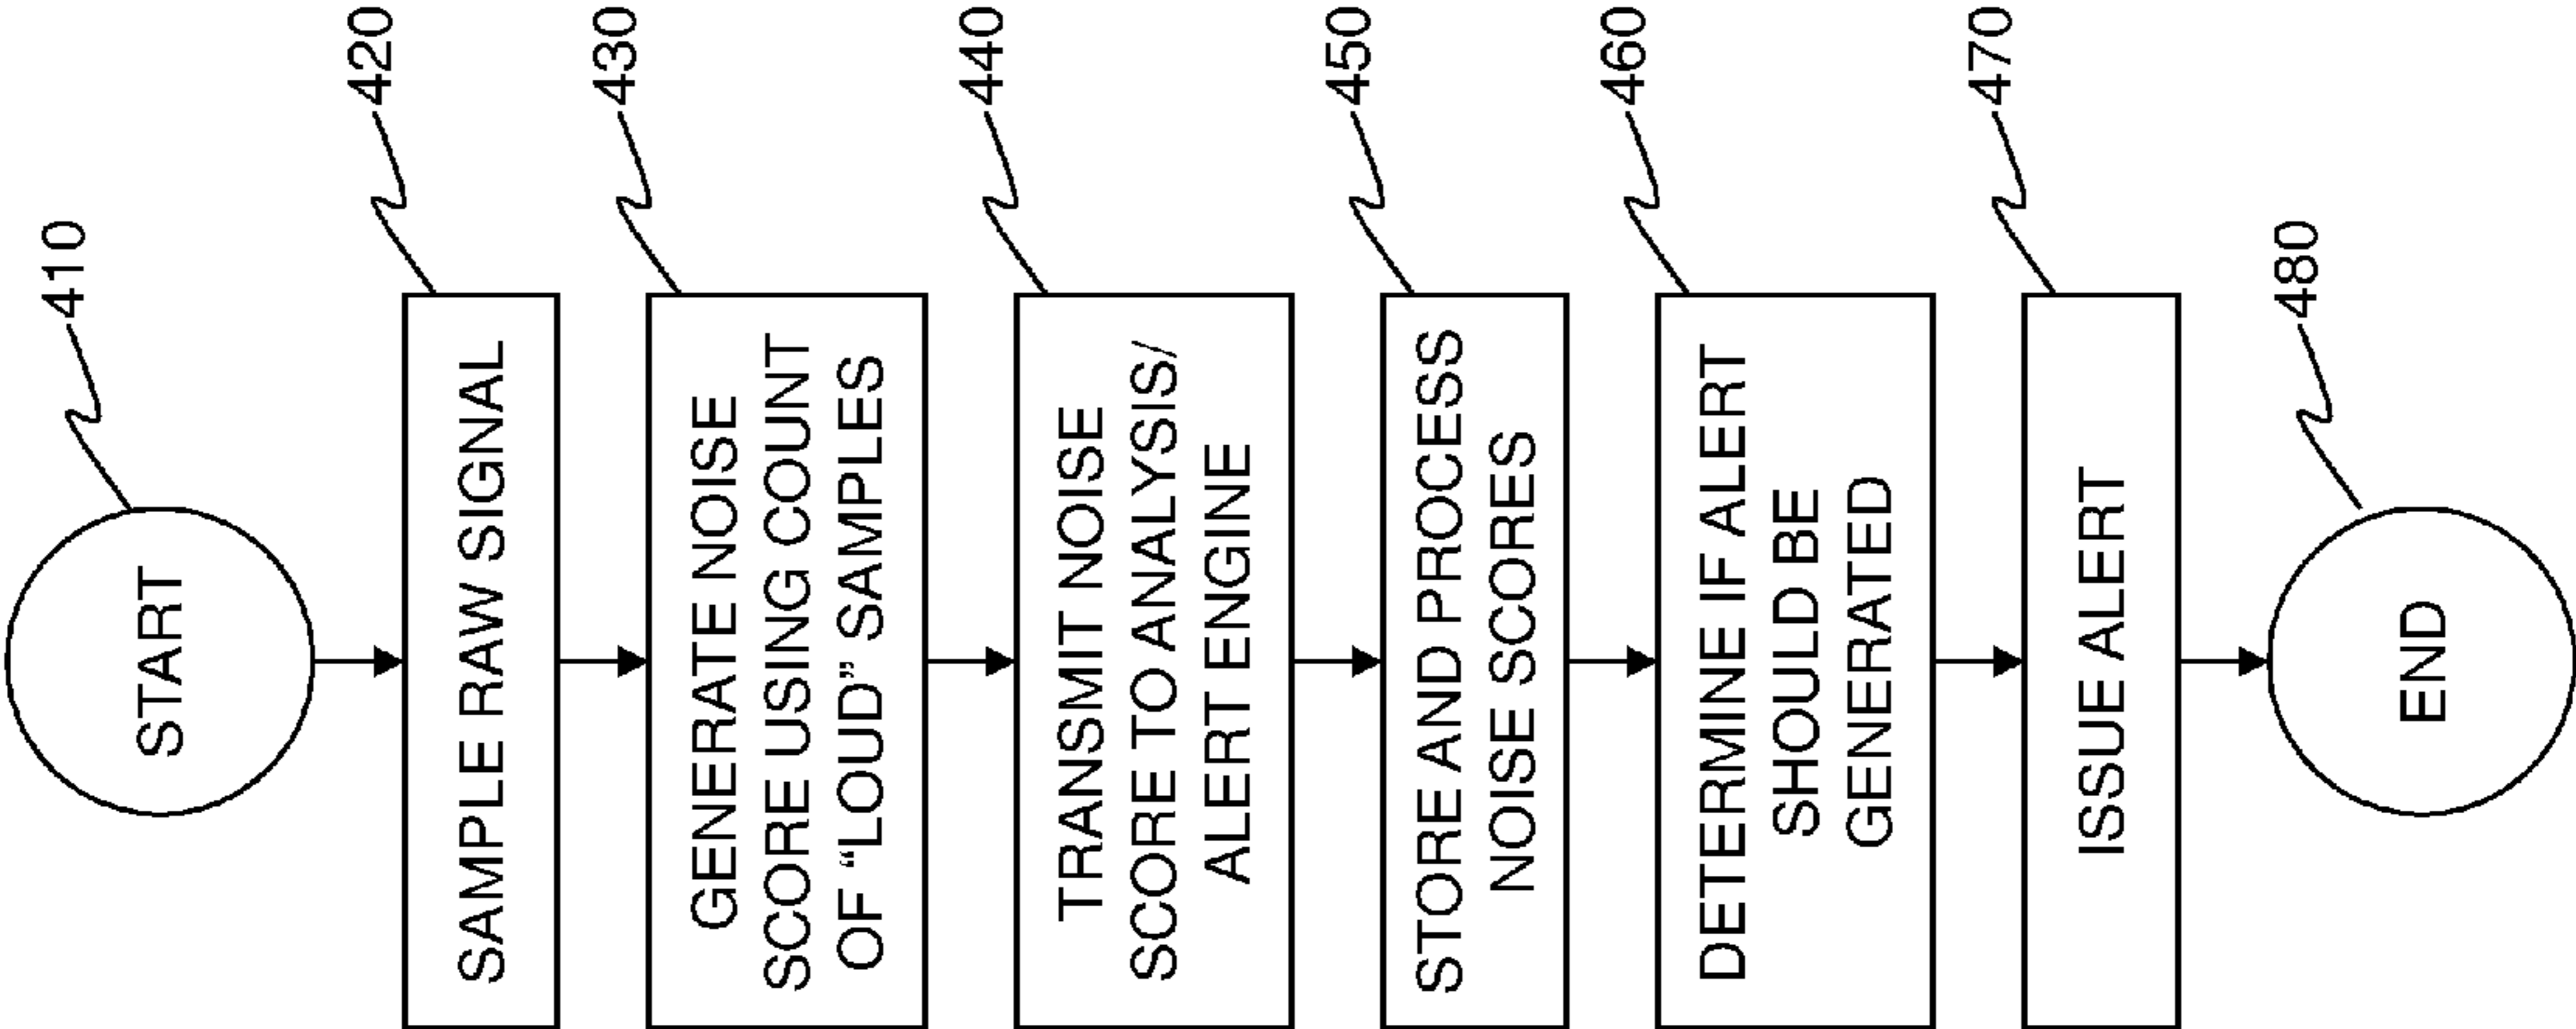 410
START
420
SAMPLE RAW SIGNAL
430
GENERATE NOISE
SCORE USING COUNT
OF “LOUD” SAMPLES
440
TRANSMIT NOISE
SCORE TO ANALYSIS/
ALERT ENGINE
450
STORE AND PROCESS
NOISE SCORES
460
DETERMINE IF ALERT
SHOULD BE
GENERATED
470
ISSUE ALERT
480
END